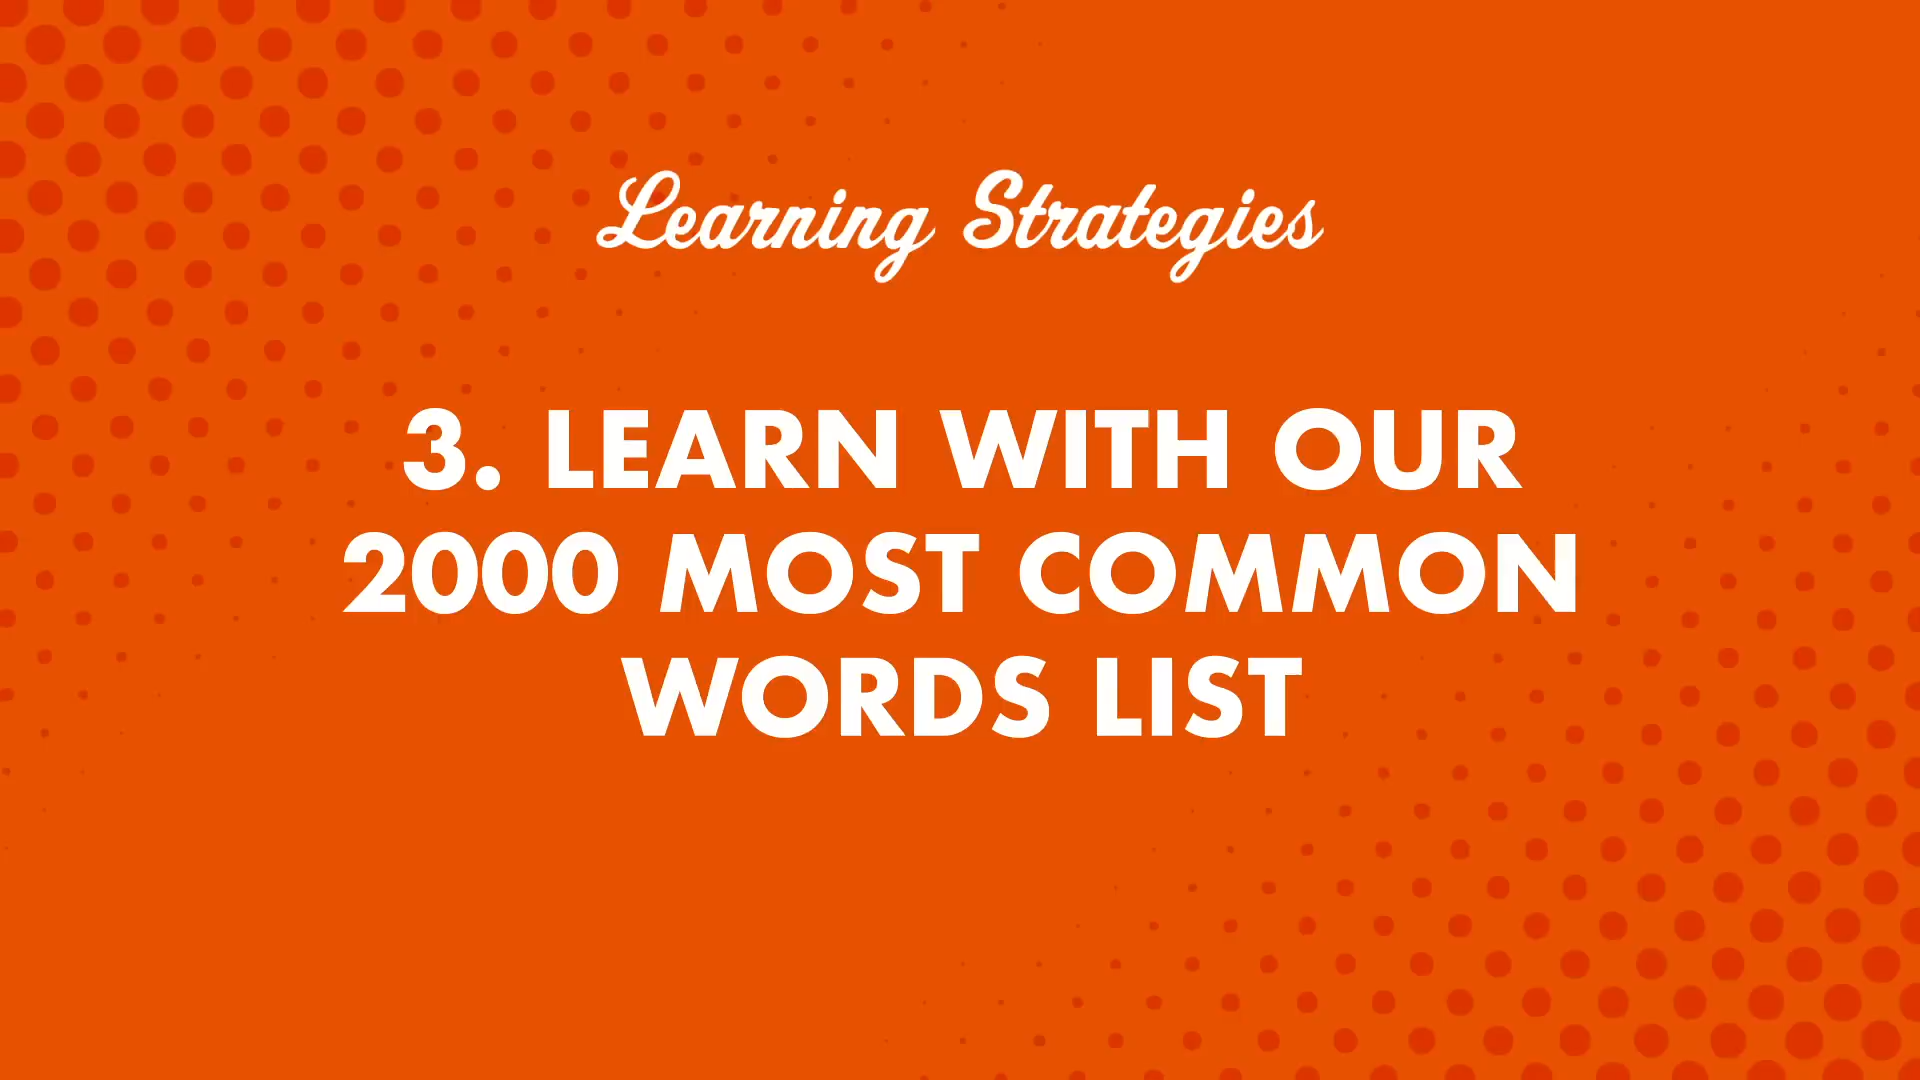 Learning Strategies
3. LEARN WITH OUR
2000 MOST COMMON
WORDS LIST